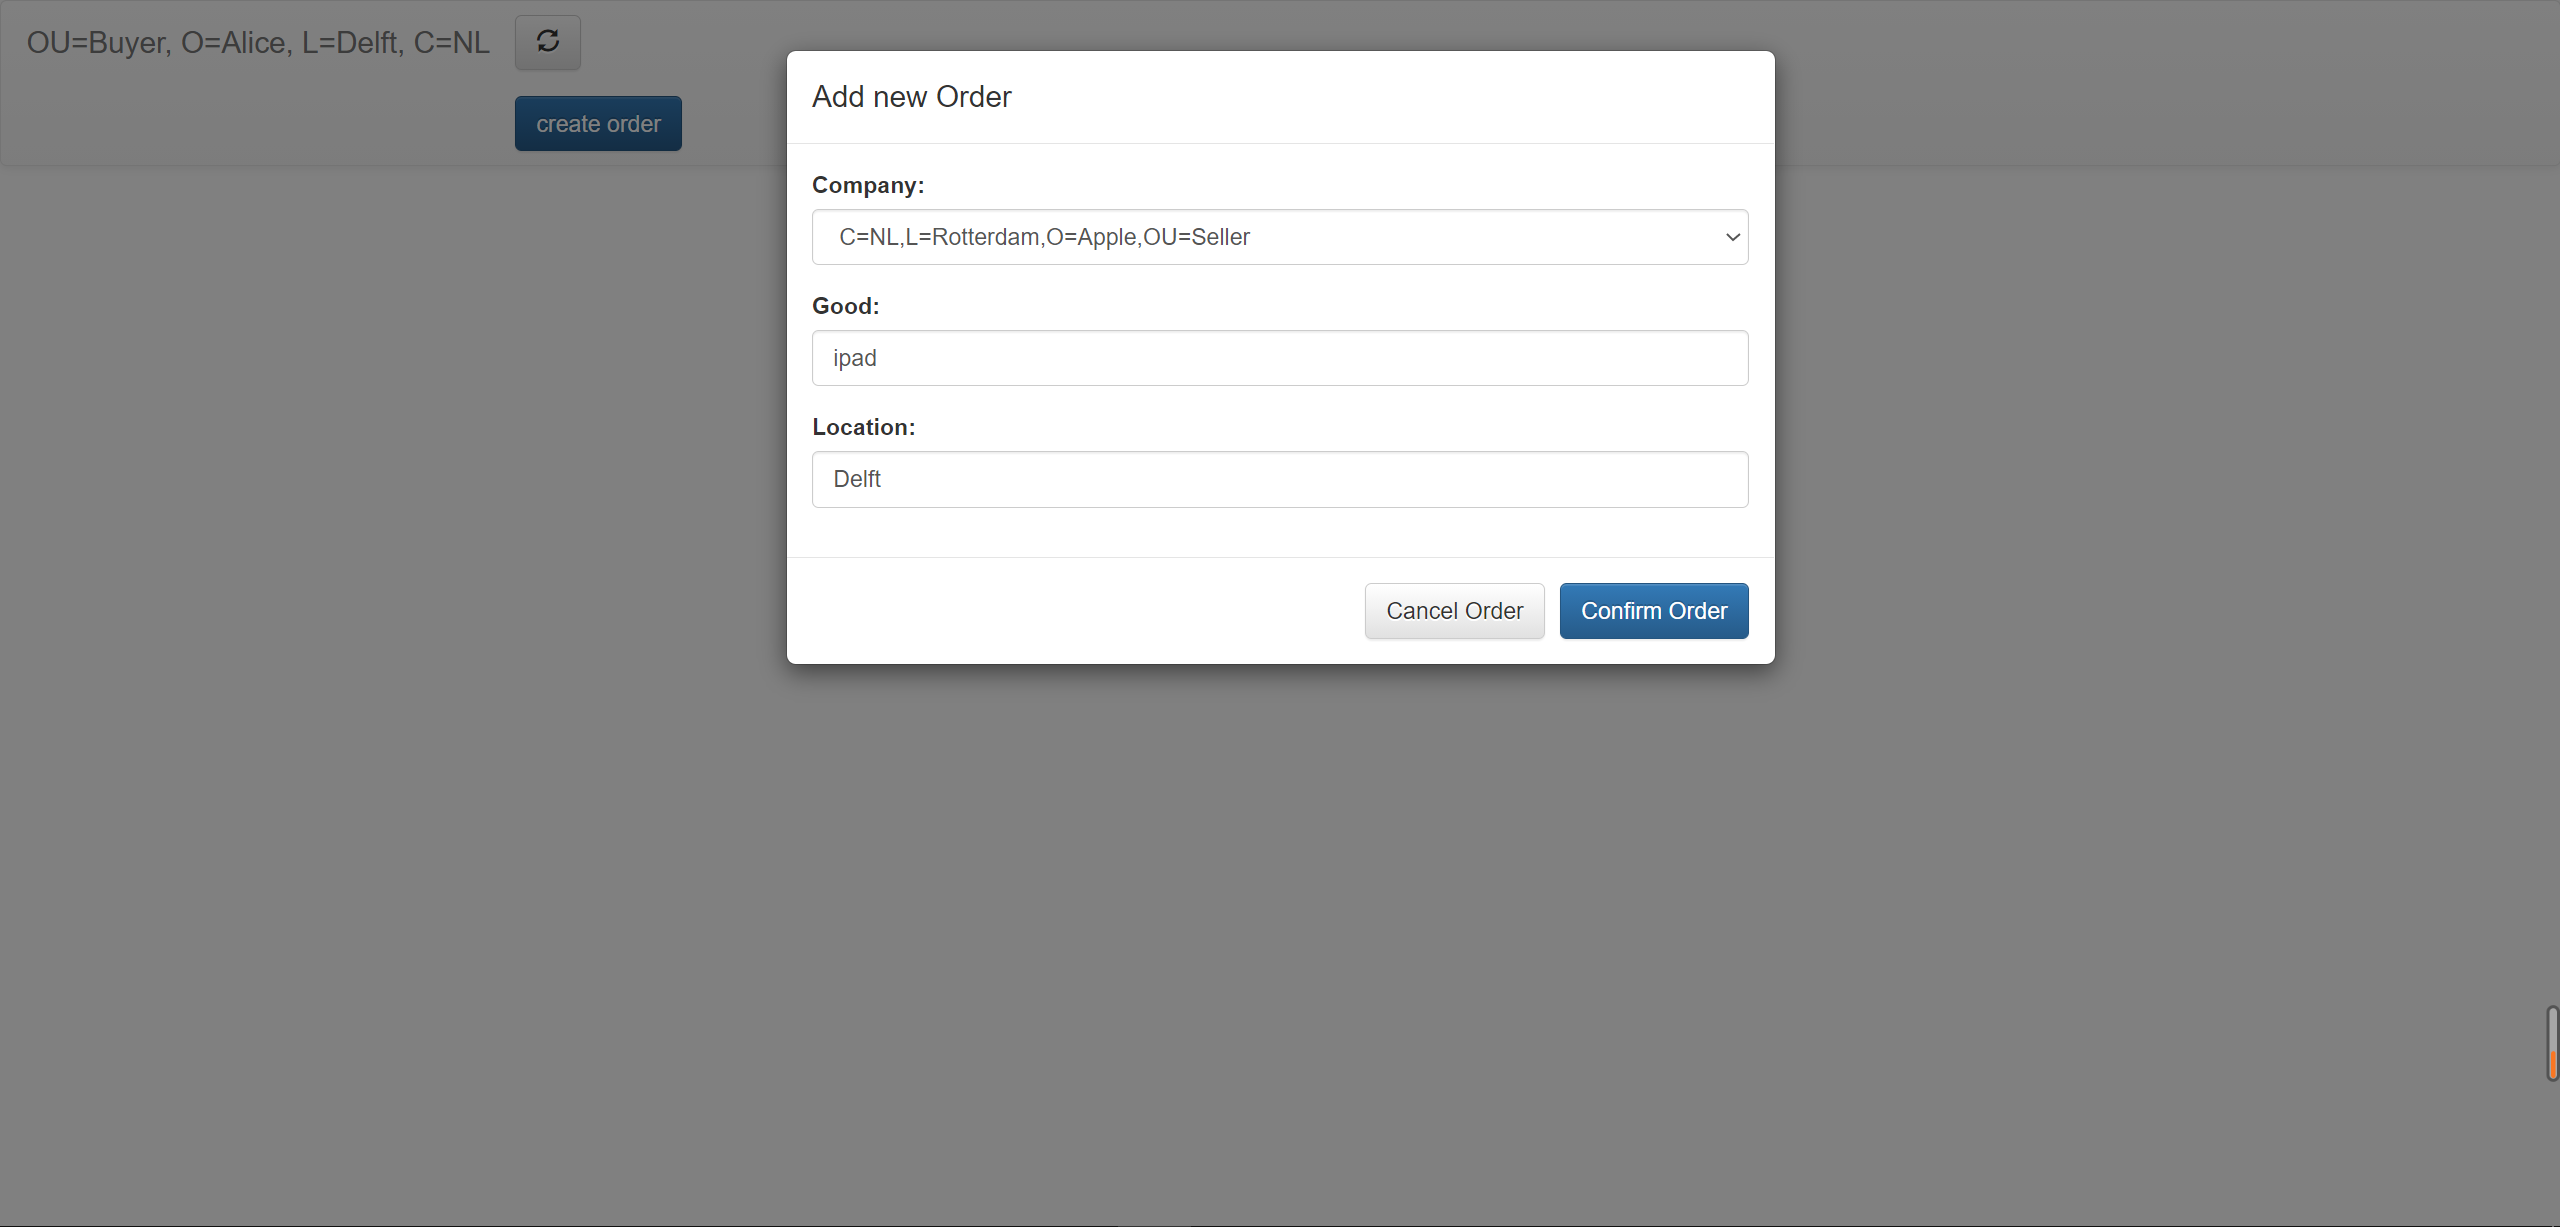 OU=Buyer, O=Alice, L=Delft, C=NL
create order
Add new Order
Company:
C=NL,L=Rotterdam,O=Apple,OU=Seller
Good:
ipad
Location:
Delft
Cancel Order
Confirm Order